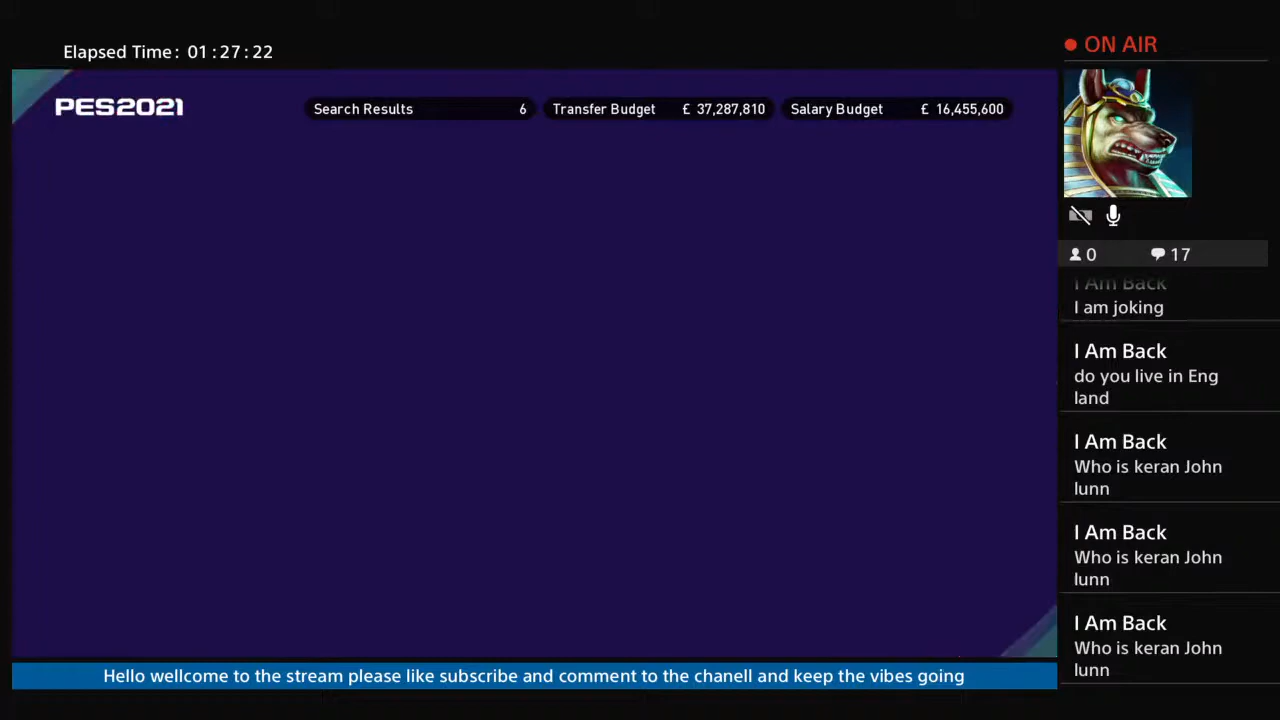 Elapsed Time: 01:27:22
ON AIR
PES2021
Search Results 6
Transfer Budget £ 37,287,810
Salary Budget £ 16,455,600
0 17
I Am Back
I am joking
I Am Back
do you live in Eng
land
I Am Back
Who is keran John
lunn
I Am Back
Who is keran John
lunn
I Am Back
Who is keran John
lunn
Hello wellcome to the stream please like subscribe and comment to the chanell and keep the vibes going